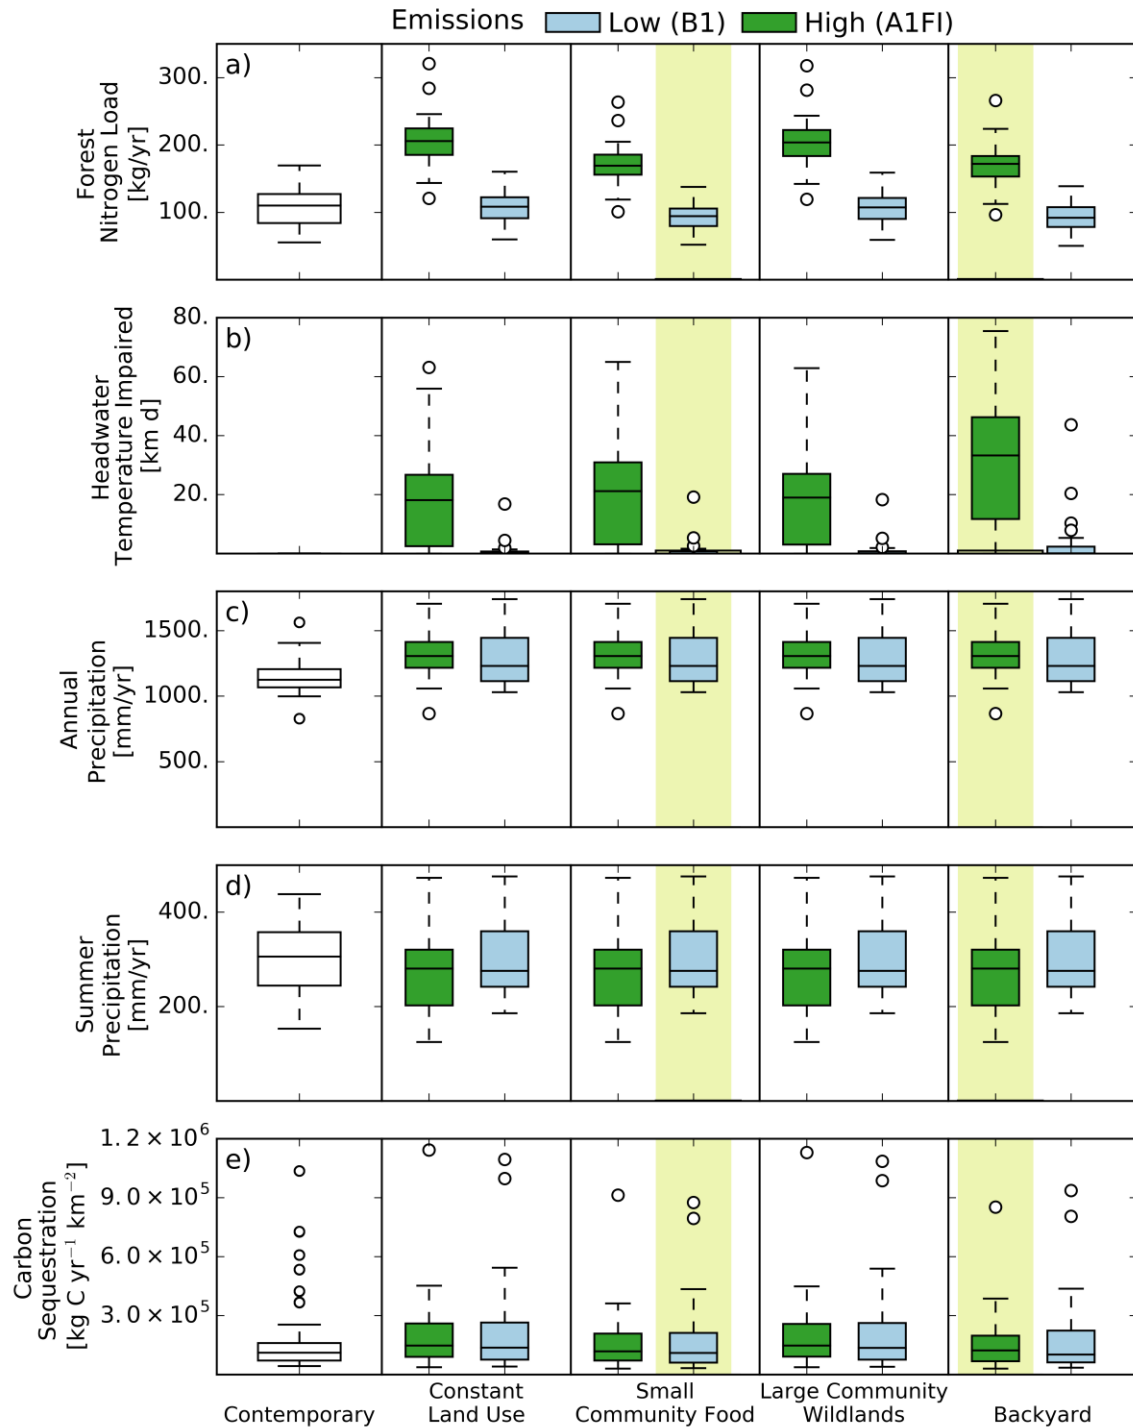 Emissions Low (B1) High (A1FI)
a)
Forest
Nitrogen Load
[kg/yr]
300.
200.
100.
b)
Headwater
Temperature Impaired
[km d]
80.
60.
40.
20.
c)
Annual
Precipitation
[mm/yr]
1500.
1000.
500.
d)
Summer
Precipitation
[mm/yr]
400.
200.
e)
Carbon
Sequestration
[kg C yr⁻¹ km⁻²]
1.2 × 10⁶
9.0 × 10⁵
6.0 × 10⁵
3.0 × 10⁵
Contemporary
Constant
Land Use
Small
Community Food
Large Community
Wildlands
Backyard